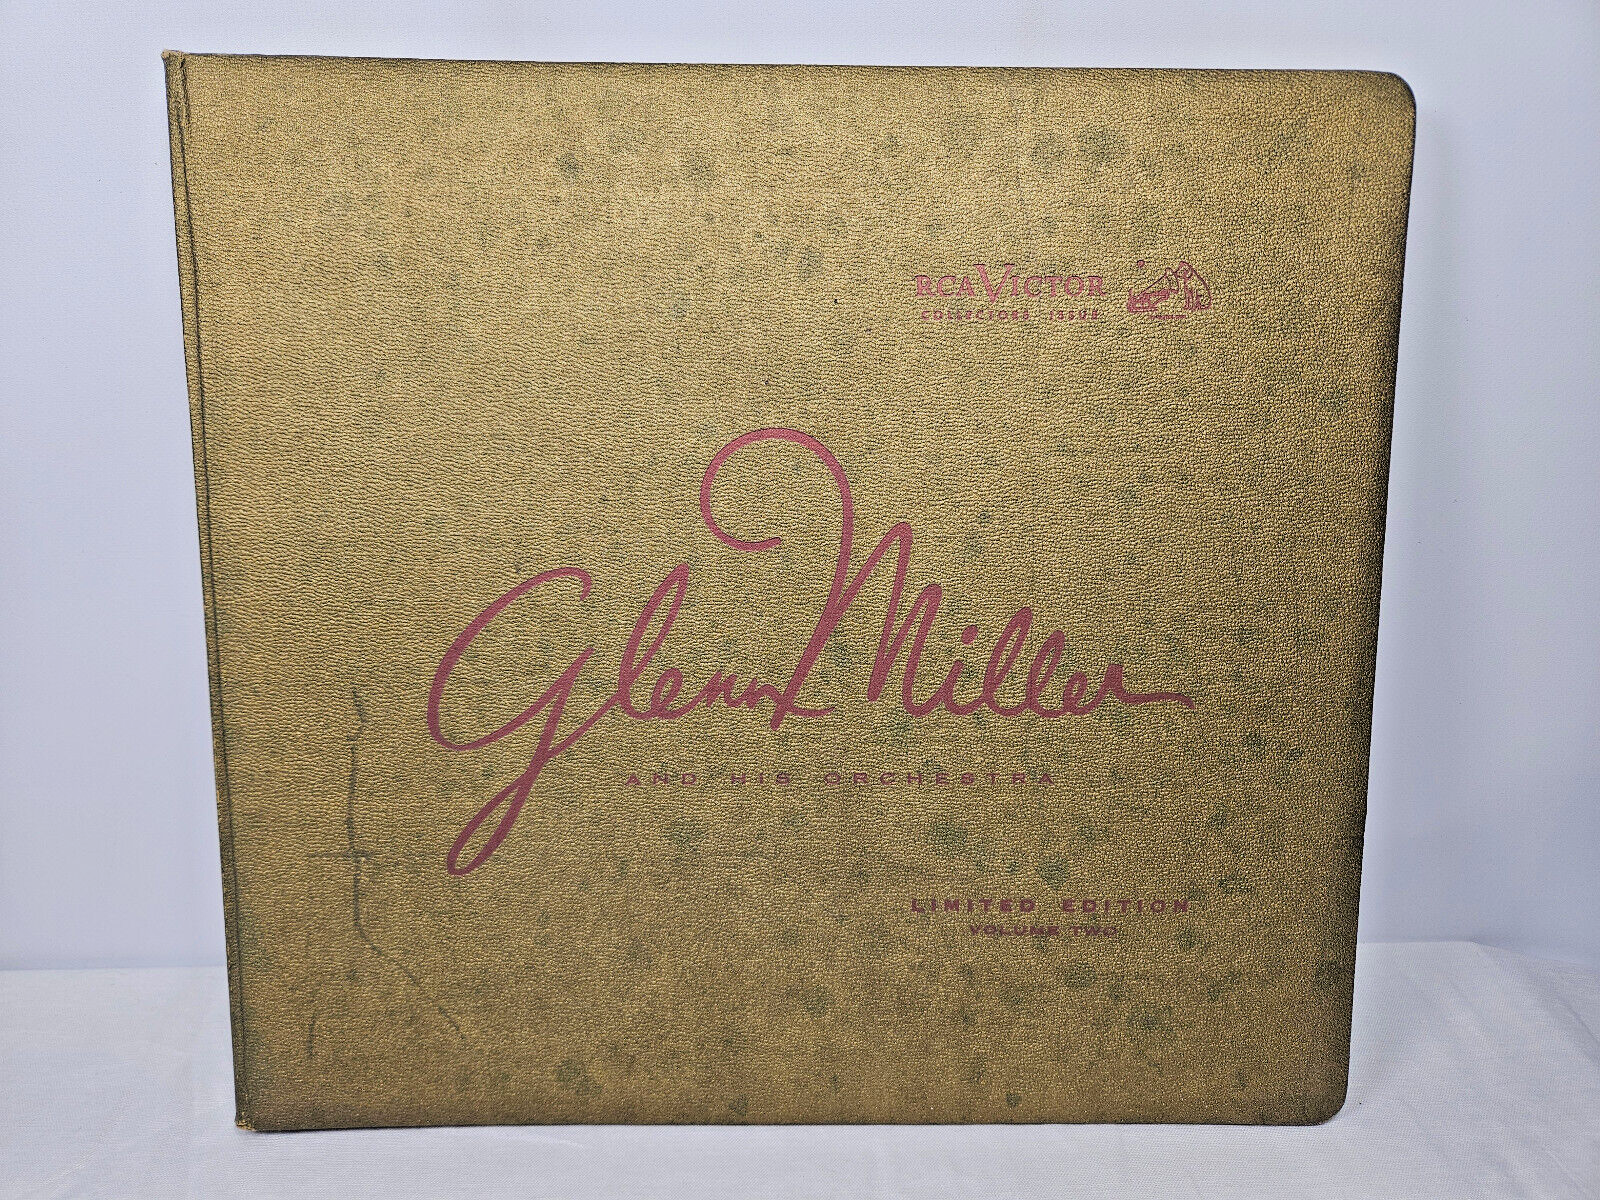 RCA VICTOR
COLLECTORS ISSUE
Glenn Miller
AND HIS ORCHESTRA
LIMITED EDITION
VOLUME TWO